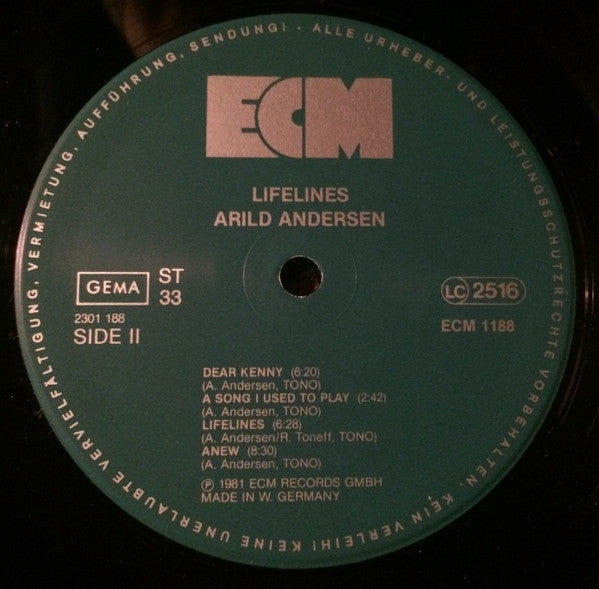 ALLE URHEBER- UND LEISTUNGSSCHUTZRECHTE VORBEHALTEN. KEIN VERLEIH! KEINE UNERLAUBTE VERVIELFÄLTIGUNG, VERMIETUNG, AUFFÜHRUNG, SENDUNG! -
ECM
LIFELINES
ARILD ANDERSEN
GEMA
ST
33
LC 2516
2301 188
SIDE II
ECM 1188
DEAR KENNY (6:20)
(A. Andersen, TONO)
A SONG I USED TO PLAY (2:42)
(A. Andersen, TONO)
LIFELINES (6:28)
(A. Andersen/R. Toneff, TONO)
ANEW (8:30)
(A. Andersen, TONO)
Ⓟ 1981 ECM RECORDS GMBH
MADE IN W. GERMANY